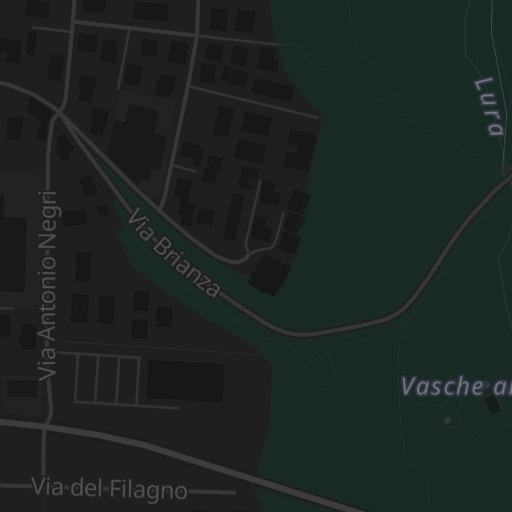 Lura
Via Antonio Negri
Via Brianza
Vasche a
Via del Filagno